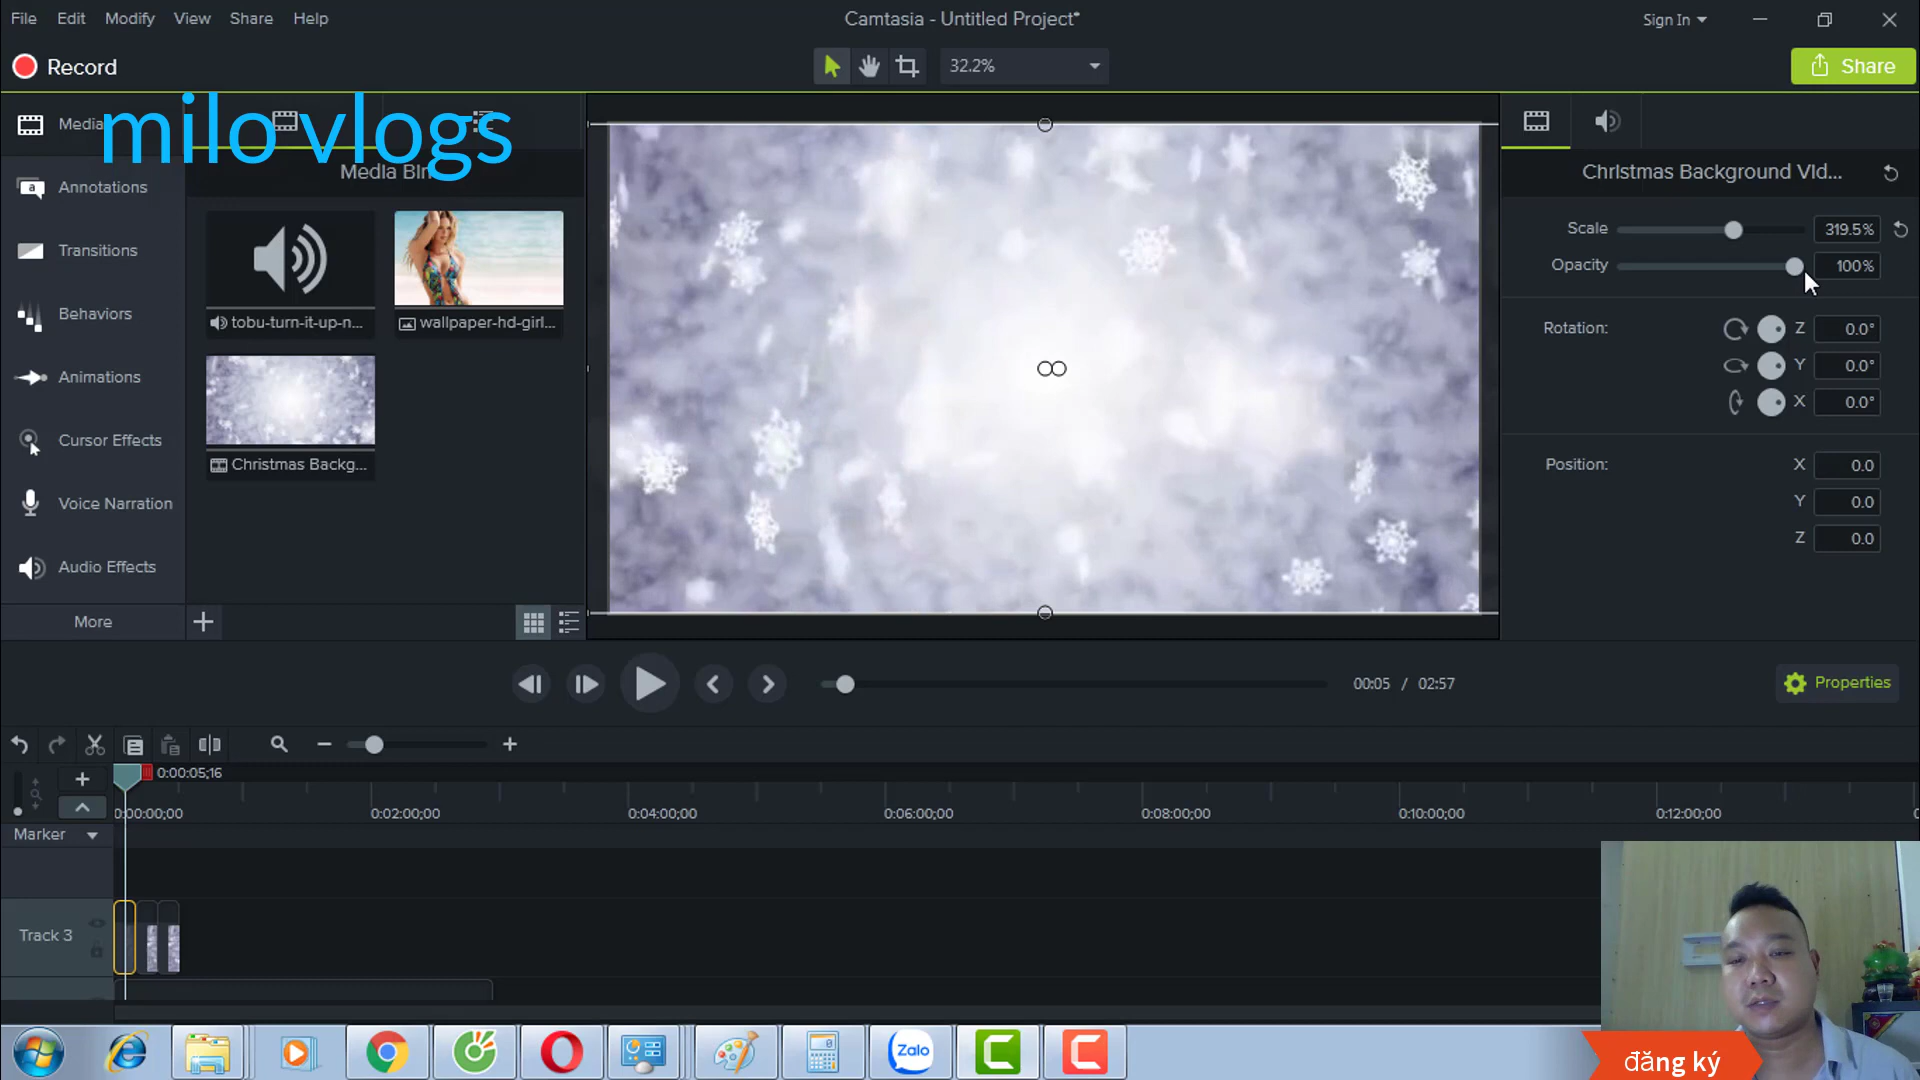 File Edit Modify View Share Help
Camtasia - Untitled Project*
Sign In
Record
32.2%
Share
Media
milo vlogs
Media Bin
Christmas Background Vid...
Annotations
Transitions
Behaviors
Animations
Cursor Effects
Voice Narration
Audio Effects
More
tobu-turn-it-up-n...
wallpaper-hd-girl...
Christmas Backg...
Scale 319.5%
Opacity 100%
Rotation: Z 0.0°
Y 0.0°
X 0.0°
Position: X 0.0
Y 0.0
Z 0.0
00:05 / 02:57
Properties
0:00:05;16
0:00:00;00 0:02:00;00 0:04:00;00 0:06:00;00 0:08:00;00 0:10:00;00 0:12:00;00
Marker
Track 3
Zalo
đăng ký